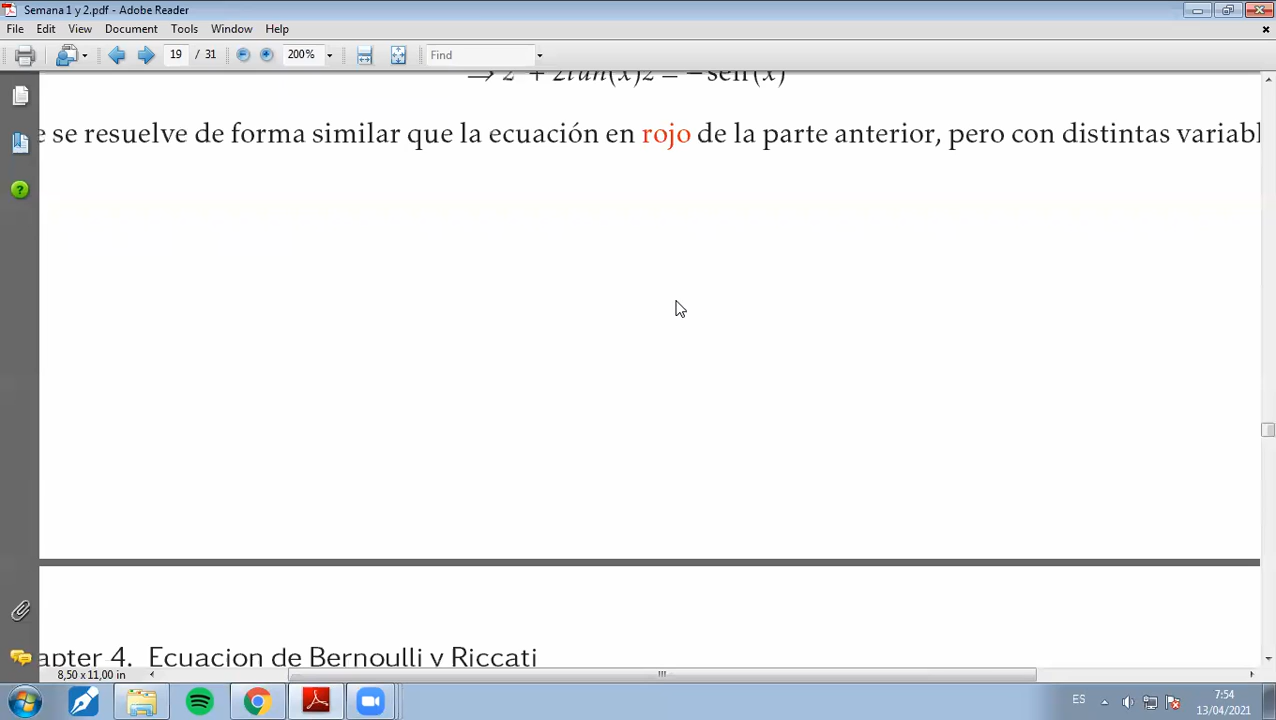 Semana 1 y 2.pdf - Adobe Reader
File Edit View Document Tools Window Help
19 / 31 200% Find
e se resuelve de forma similar que la ecuación en rojo de la parte anterior, pero con distintas variabl
apter 4. Ecuacion de Bernoulli y Riccati
8,50 x 11,00 in
ES 7:54
13/04/2021